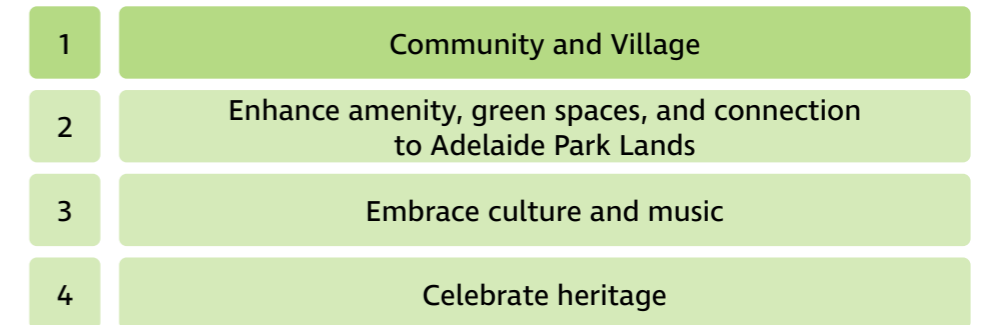 1 Community and Village
2 Enhance amenity, green spaces, and connection
to Adelaide Park Lands
3 Embrace culture and music
4 Celebrate heritage